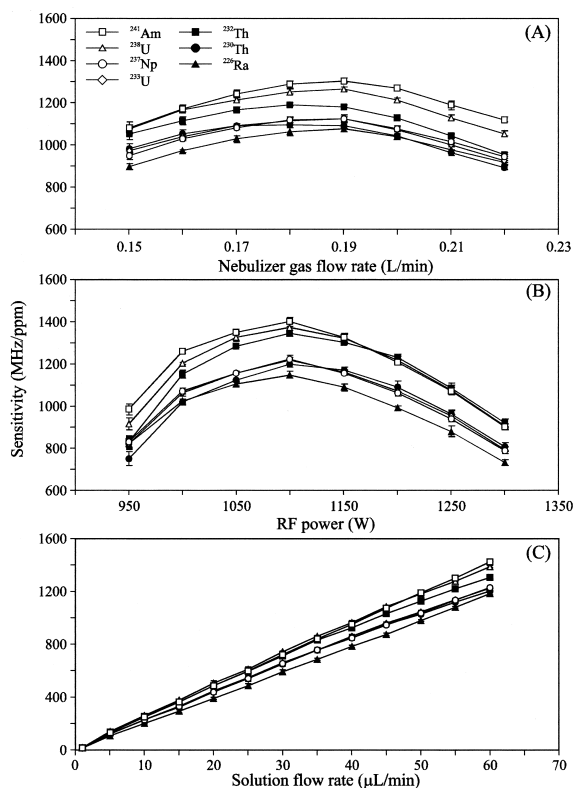 (A)
²⁴¹Am ²³²Th
²³⁸U ²³⁰Th
²³⁷Np ²²⁶Ra
²³³U
1600
1400
1200
1000
800
600
0.15 0.17 0.19 0.21 0.23
Nebulizer gas flow rate (L/min)
(B)
Sensitivity (MHz/ppm)
1600
1400
1200
1000
800
600
950 1050 1150 1250 1350
RF power (W)
(C)
1600
1200
800
400
0
0 10 20 30 40 50 60 70
Solution flow rate (μL/min)